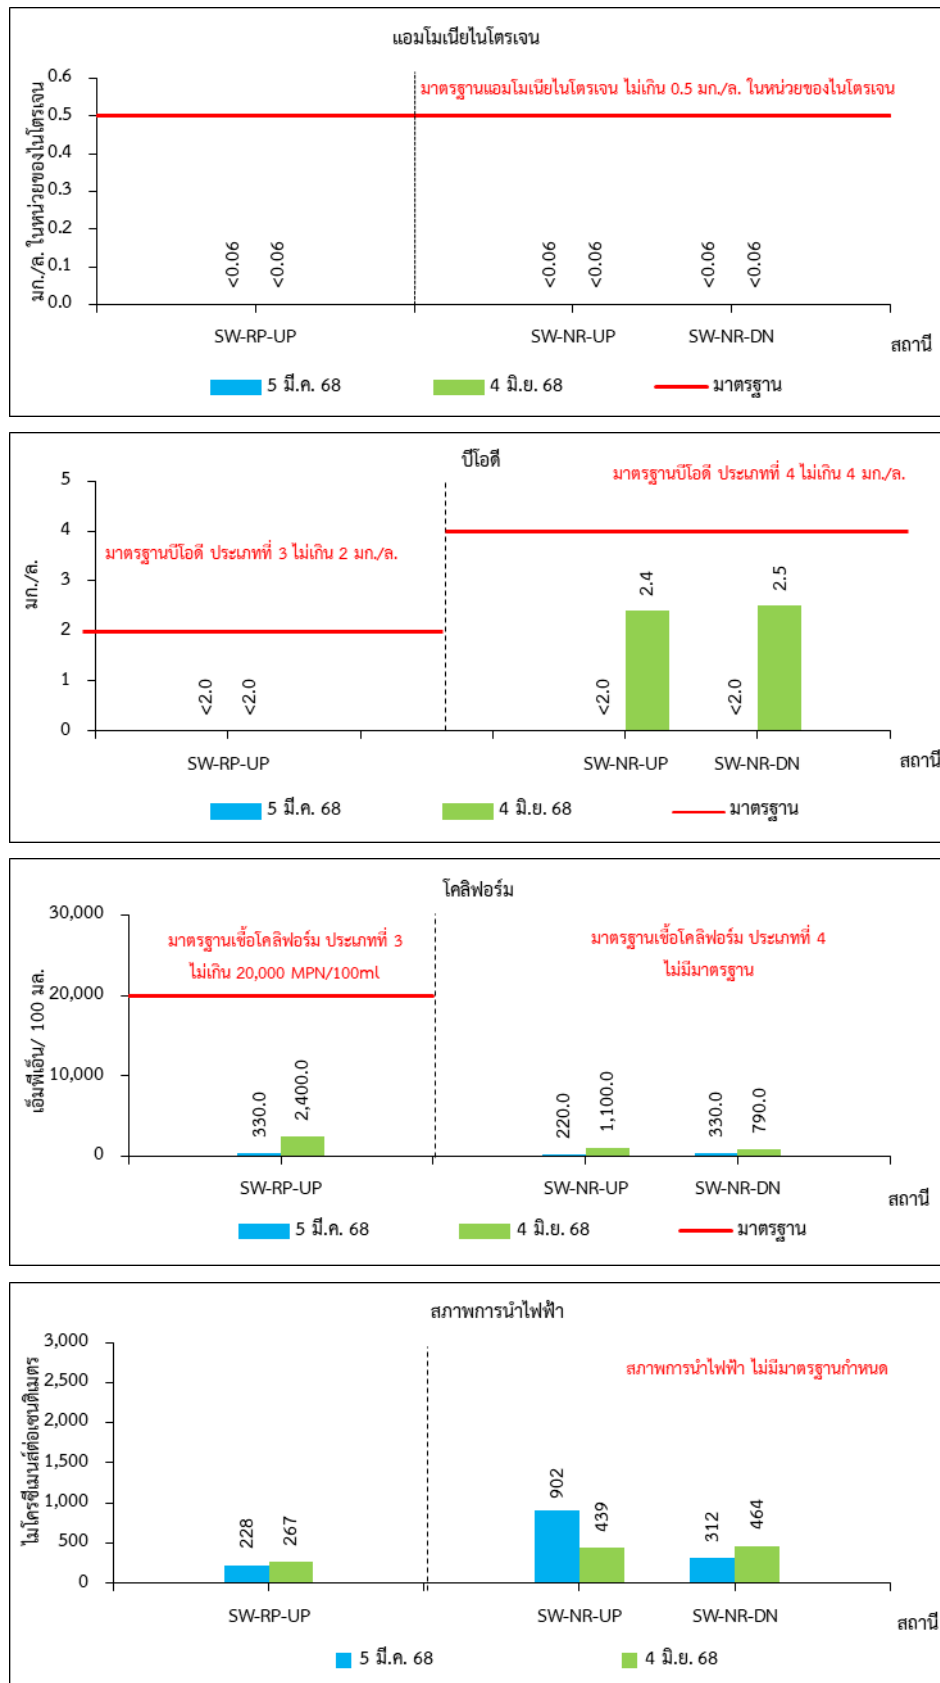 แอมโมเนียไนโตรเจน
มาตรฐานแอมโมเนียไนโตรเจน ไม่เกิน 0.5 มก./ล. ในหน่วยของไนโตรเจน
มก./ล. ในหน่วยของไนโตรเจน
0.6
0.5
0.4
0.3
0.2
0.1
0.0
<0.06 <0.06 <0.06 <0.06 <0.06 <0.06
SW-RP-UP SW-NR-UP SW-NR-DN
สถานี
5 มี.ค. 68 4 มิ.ย. 68 มาตรฐาน
บีโอดี
มาตรฐานบีโอดี ประเภทที่ 4 ไม่เกิน 4 มก./ล.
มาตรฐานบีโอดี ประเภทที่ 3 ไม่เกิน 2 มก./ล.
มก./ล.
5
4
3
2
1
0
<2.0 <2.0 <2.0 2.4 <2.0 2.5
SW-RP-UP SW-NR-UP SW-NR-DN
สถานี
5 มี.ค. 68 4 มิ.ย. 68 มาตรฐาน
โคลิฟอร์ม
มาตรฐานเชื้อโคลิฟอร์ม ประเภทที่ 3
ไม่เกิน 20,000 MPN/100ml
มาตรฐานเชื้อโคลิฟอร์ม ประเภทที่ 4
ไม่มีมาตรฐาน
เอ็มพีเอ็น/ 100 มล.
30,000
20,000
10,000
0
330.0 2,400.0 220.0 1,100.0 330.0 790.0
SW-RP-UP SW-NR-UP SW-NR-DN
สถานี
5 มี.ค. 68 4 มิ.ย. 68 มาตรฐาน
สภาพการนำไฟฟ้า
สภาพการนำไฟฟ้า ไม่มีมาตรฐานกำหนด
ไมโครซีเมนส์ต่อเซนติเมตร
3,000
2,500
2,000
1,500
1,000
500
0
228 267 902 439 312 464
SW-RP-UP SW-NR-UP SW-NR-DN
สถานี
5 มี.ค. 68 4 มิ.ย. 68